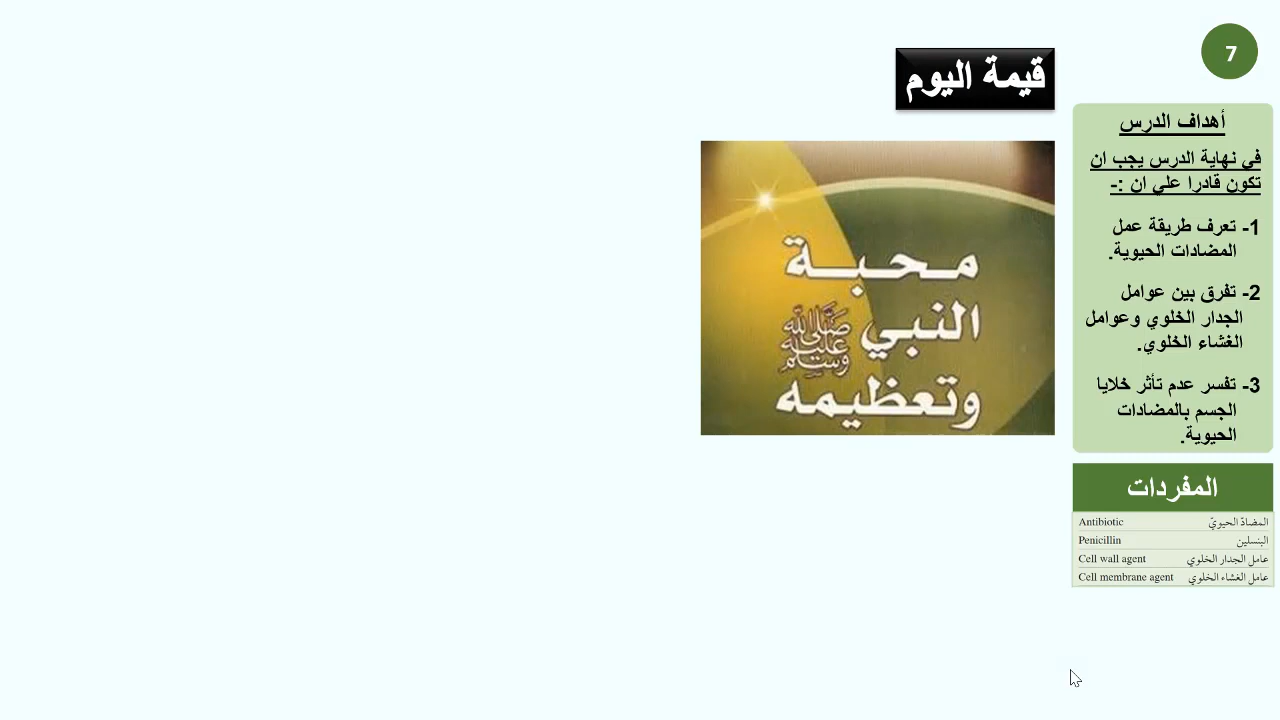 7
قيمة اليوم
محبة
النبي صلى الله عليه وسلم
وتعظيمه
أهداف الدرس
في نهاية الدرس يجب ان
تكون قادرا علي ان :-
1- تعرف طريقة عمل
المضادات الحيوية.
2- تفرق بين عوامل
الجدار الخلوي وعوامل
الغشاء الخلوي.
3- تفسر عدم تأثر خلايا
الجسم بالمضادات
الحيوية.
المفردات
المضادّ الحيويّ Antibiotic
البنسلين Penicillin
عامل الجدار الخلوي Cell wall agent
عامل الغشاء الخلوي Cell membrane agent